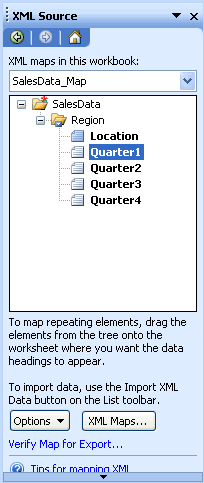 XML Source
XML maps in this workbook:
SalesData_Map
SalesData
Region
Location
Quarter1
Quarter2
Quarter3
Quarter4
To map repeating elements, drag the
elements from the tree onto the
worksheet where you want the data
headings to appear.
To import data, use the Import XML
Data button on the List toolbar.
Options
XML Maps...
Verify Map for Export...
Tips for mapping XML